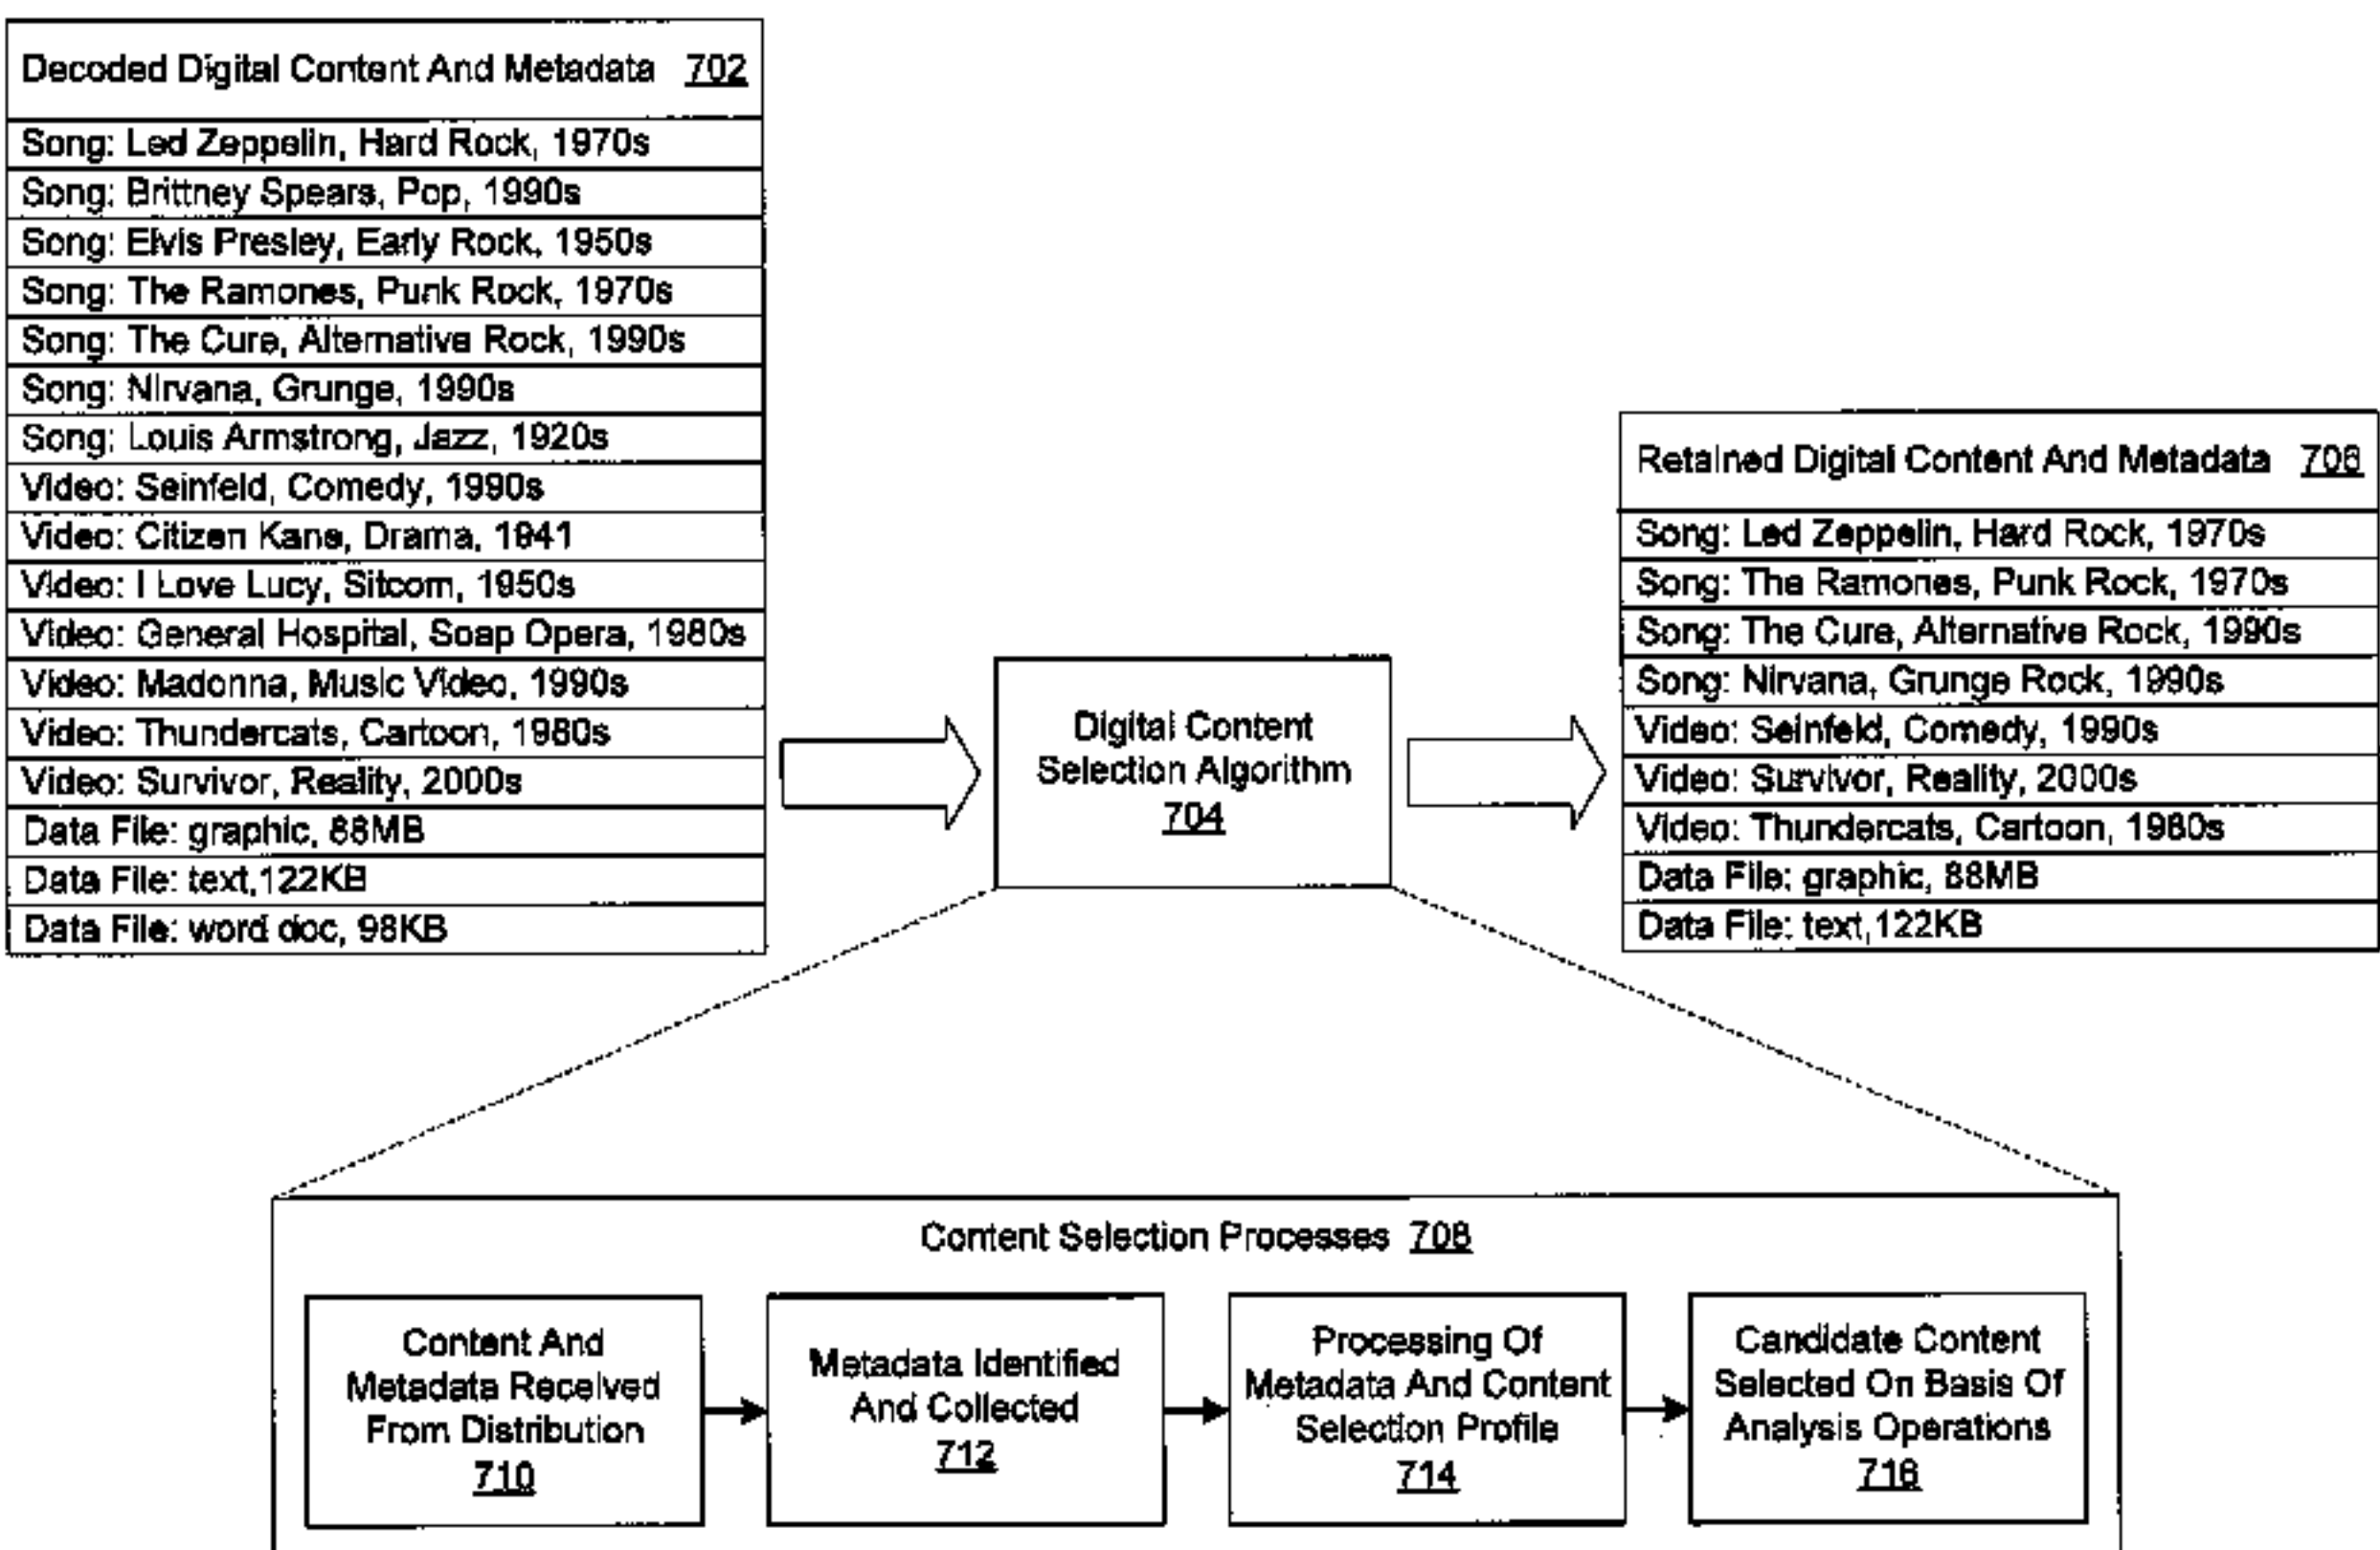 Decoded Digital Content And Metadata 702
Song: Led Zeppelin, Hard Rock, 1970s
Song: Brittney Spears, Pop, 1990s
Song: Elvis Presley, Early Rock, 1950s
Song: The Ramones, Punk Rock, 1970s
Song: The Cure, Alternative Rock, 1990s
Song: Nirvana, Grunge, 1990s
Song: Louis Armstrong, Jazz, 1920s
Video: Seinfeld, Comedy, 1990s
Video: Citizen Kane, Drama, 1941
Video: I Love Lucy, Sitcom, 1950s
Video: General Hospital, Soap Opera, 1980s
Video: Madonna, Music Video, 1990s
Video: Thundercats, Cartoon, 1980s
Video: Survivor, Reality, 2000s
Data File: graphic, 88MB
Data File: text,122KB
Data File: word doc, 98KB
Digital Content
Selection Algorithm
704
Retained Digital Content And Metadata 706
Song: Led Zeppelin, Hard Rock, 1970s
Song: The Ramones, Punk Rock, 1970s
Song: The Cure, Alternative Rock, 1990s
Song: Nirvana, Grunge Rock, 1990s
Video: Seinfeld, Comedy, 1990s
Video: Survivor, Reality, 2000s
Video: Thundercats, Cartoon, 1980s
Data File: graphic, 88MB
Data File: text,122KB
Content Selection Processes 708
Content And
Metadata Received
From Distribution
710
Metadata Identified
And Collected
712
Processing Of
Metadata And Content
Selection Profile
714
Candidate Content
Selected On Basis Of
Analysis Operations
716